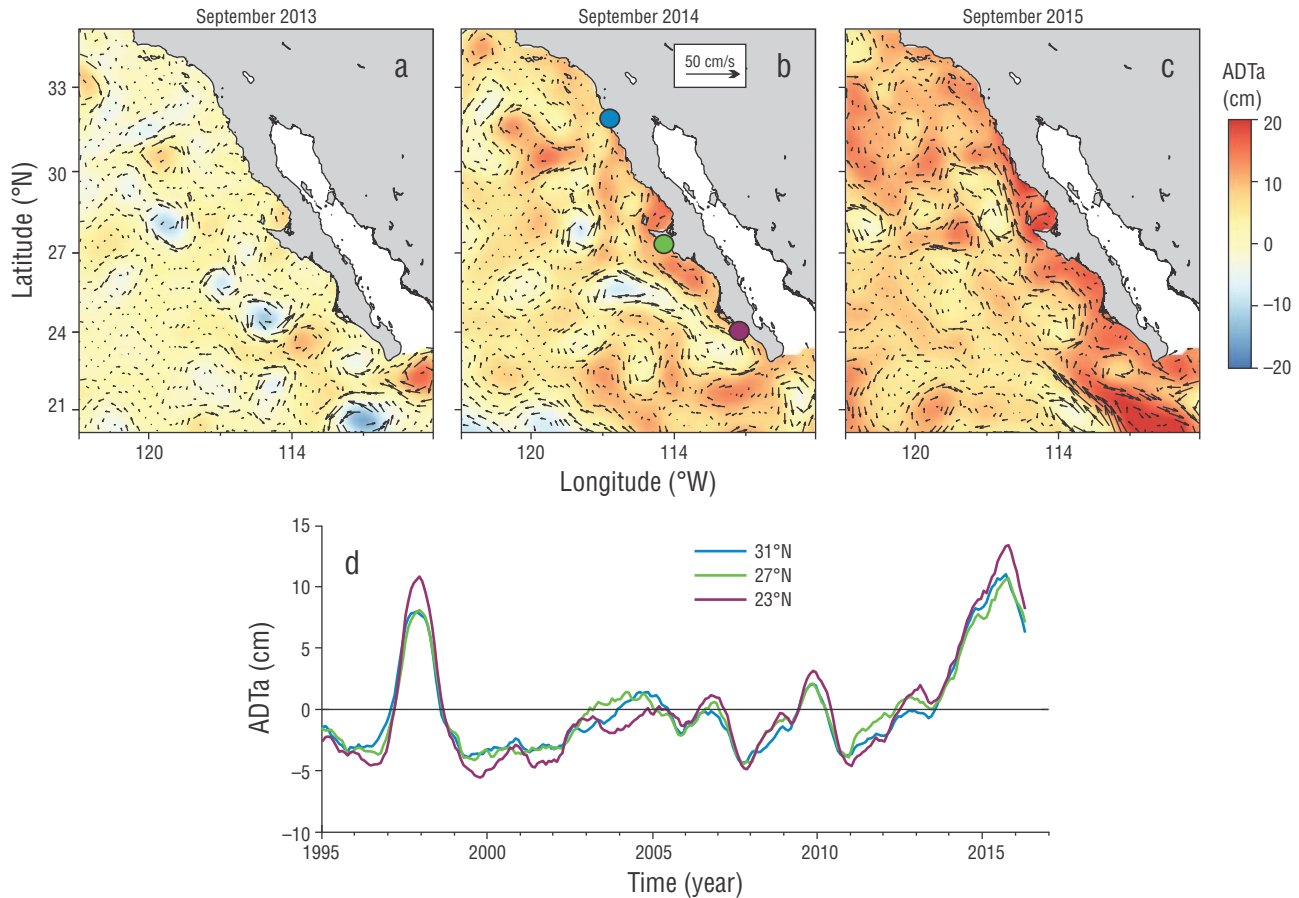 September 2013
September 2014
September 2015
a
50 cm/s
b
c
ADTa
(cm)
20
10
0
−10
−20
Latitude (°N)
33
30
27
24
21
120
114
120
114
120
114
Longitude (°W)
d
31°N
27°N
23°N
ADTa (cm)
15
10
5
0
−5
−10
1995
2000
2005
2010
2015
Time (year)